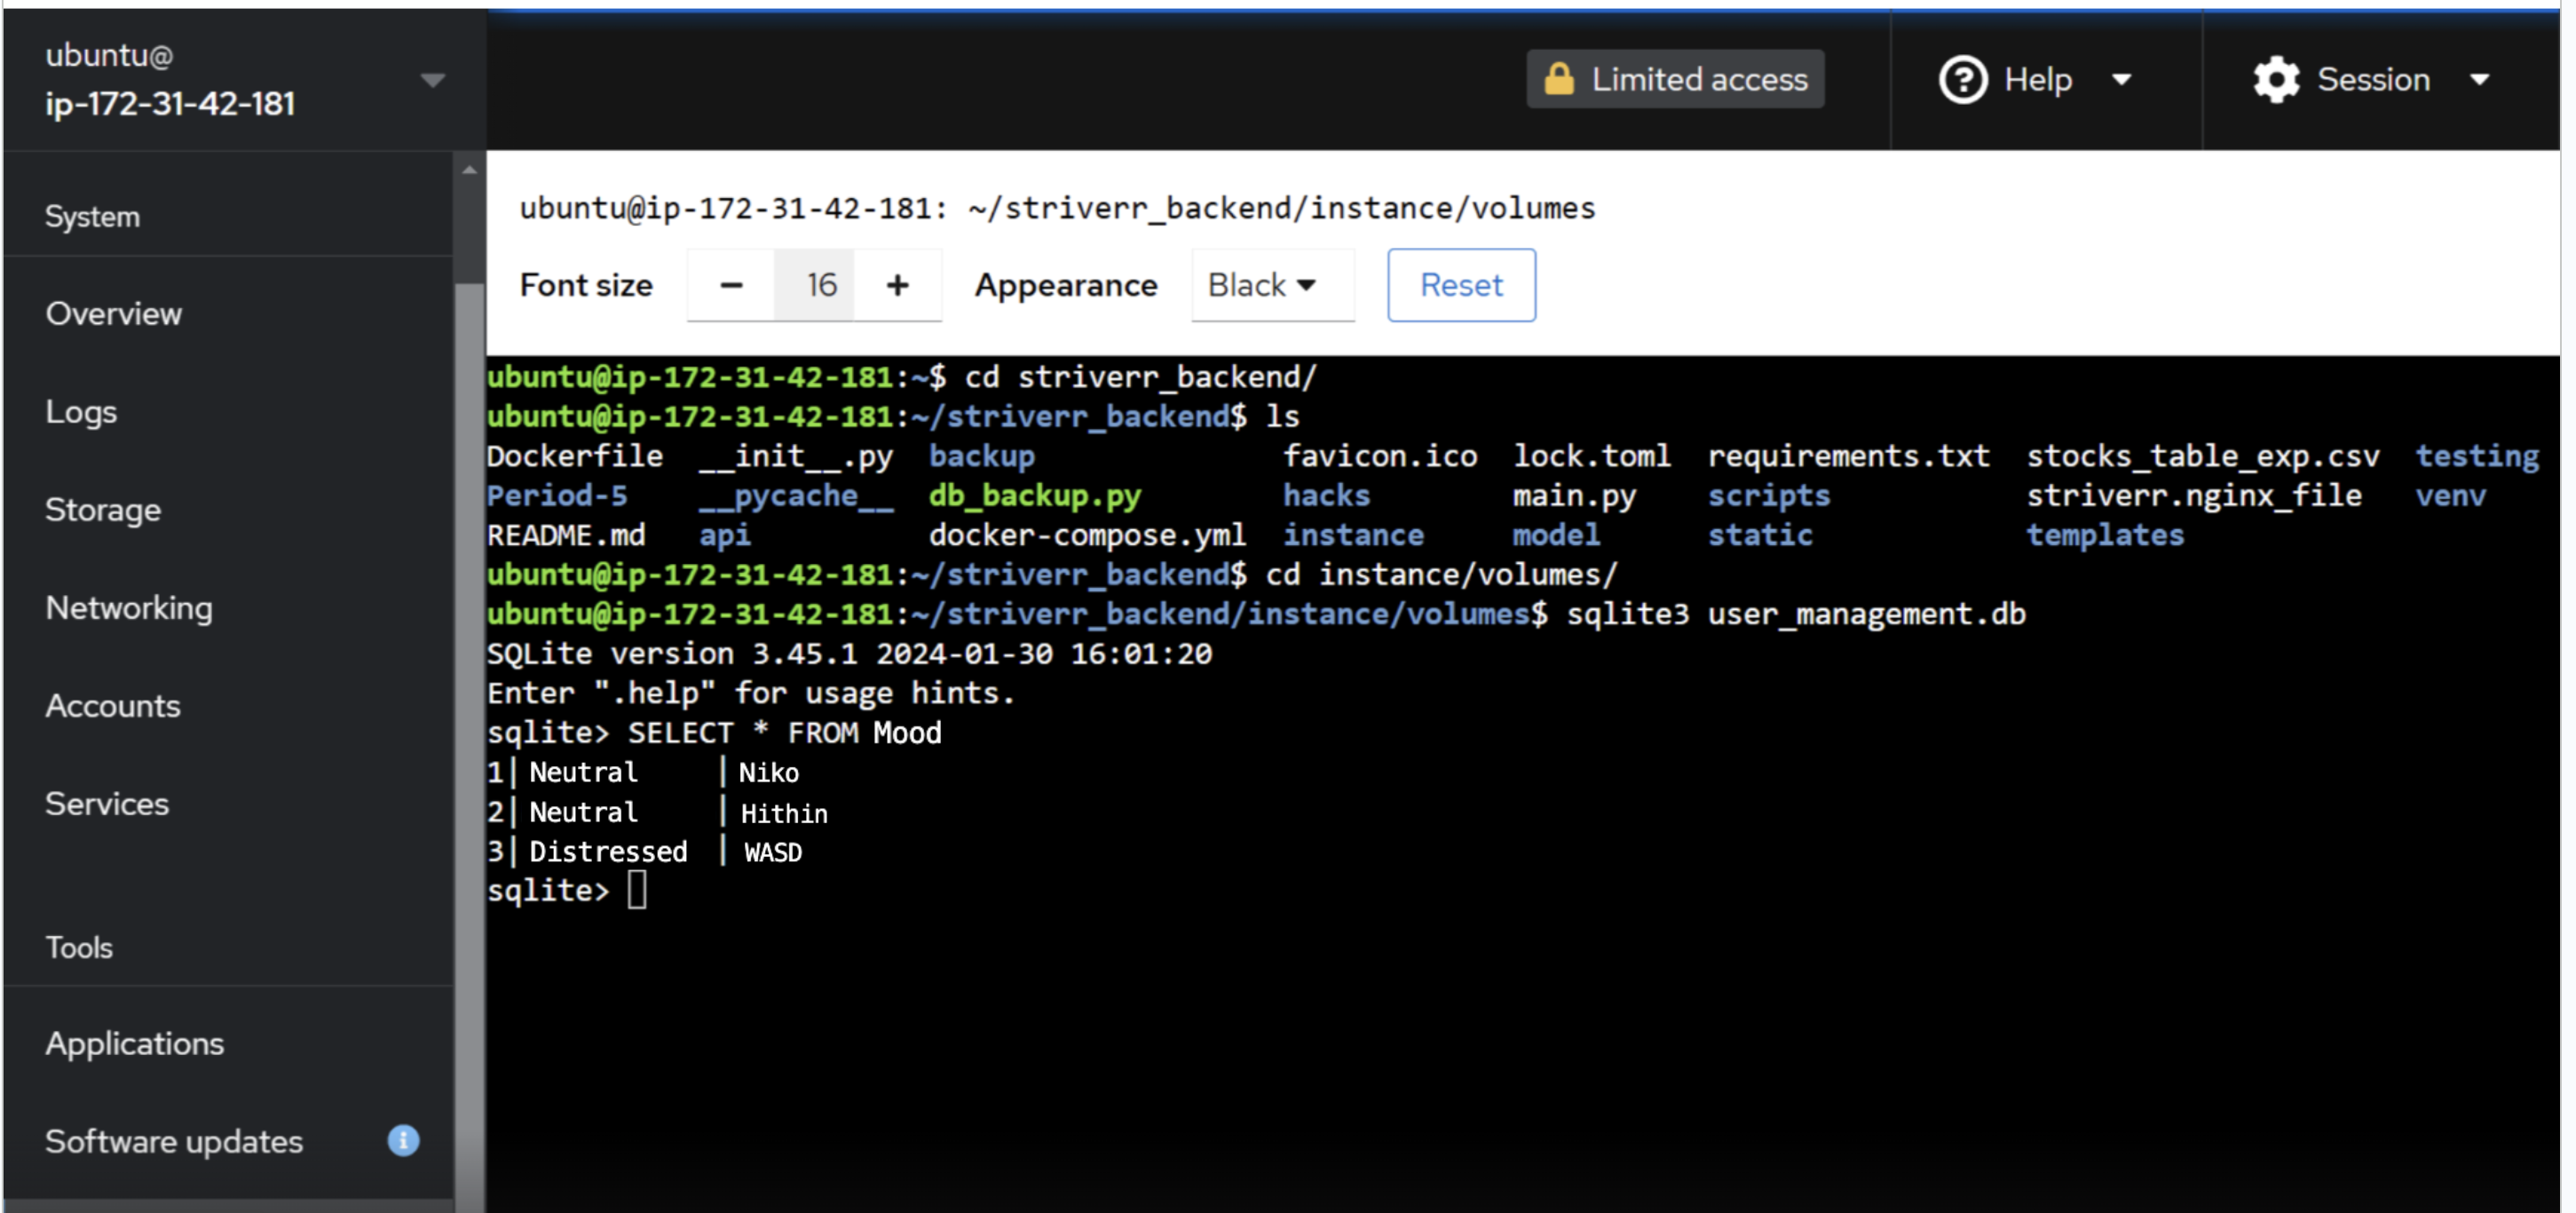 ubuntu@
ip-172-31-42-181
Limited access
Help
Session
System
Overview
Logs
Storage
Networking
Accounts
Services
Tools
Applications
Software updates
ubuntu@ip-172-31-42-181: ~/striverr_backend/instance/volumes
Font size − 16 + Appearance Black Reset
ubuntu@ip-172-31-42-181:~$ cd striverr_backend/
ubuntu@ip-172-31-42-181:~/striverr_backend$ ls
Dockerfile __init__.py backup favicon.ico lock.toml requirements.txt stocks_table_exp.csv testing
Period-5 __pycache__ db_backup.py hacks main.py scripts striverr.nginx_file venv
README.md api docker-compose.yml instance model static templates
ubuntu@ip-172-31-42-181:~/striverr_backend$ cd instance/volumes/
ubuntu@ip-172-31-42-181:~/striverr_backend/instance/volumes$ sqlite3 user_management.db
SQLite version 3.45.1 2024-01-30 16:01:20
Enter ".help" for usage hints.
sqlite> SELECT * FROM Mood
1| Neutral | Niko
2| Neutral | Hithin
3| Distressed | WASD
sqlite>